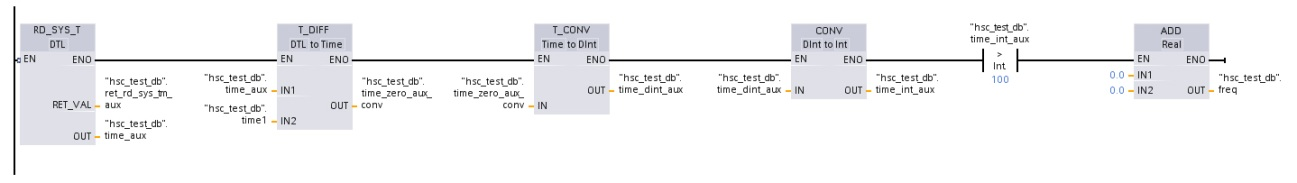 RD_SYS_T
DTL
EN
ENO
RET_VAL
"hsc_test_db".
ret_rd_sys_tm_
aux
OUT
"hsc_test_db".
time_aux
T_DIFF
DTL to Time
EN
ENO
"hsc_test_db".
time_aux
IN1
"hsc_test_db".
time1
IN2
OUT
"hsc_test_db".
time_zero_aux_
conv
T_CONV
Time to DInt
EN
ENO
"hsc_test_db".
time_zero_aux_
conv
IN
OUT
"hsc_test_db".
time_dint_aux
CONV
DInt to Int
EN
ENO
"hsc_test_db".
time_dint_aux
IN
OUT
"hsc_test_db".
time_int_aux
"hsc_test_db".
time_int_aux
>
Int
100
ADD
Real
EN
ENO
0.0
IN1
0.0
IN2
OUT
"hsc_test_db".
freq